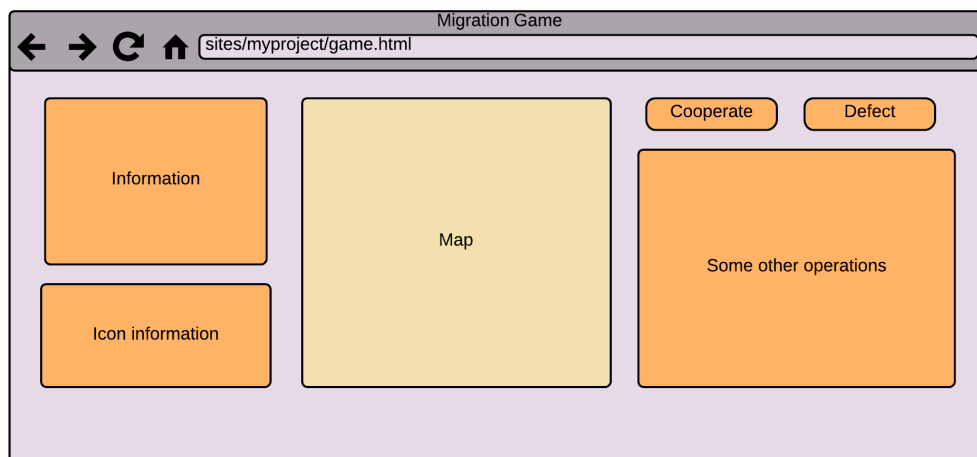 Migration Game
sites/myproject/game.html
Information
Icon information
Map
Cooperate
Defect
Some other operations